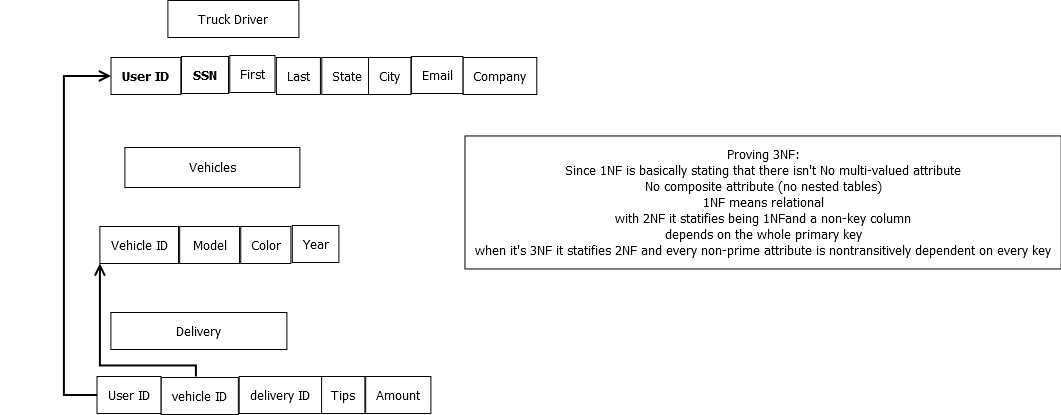 Truck Driver
User ID SSN First Last State City Email Company
Vehicles
Proving 3NF:
Since 1NF is basically stating that there isn't No multi-valued attribute
No composite attribute (no nested tables)
1NF means relational
with 2NF it statifies being 1NFand a non-key column
depends on the whole primary key
when it's 3NF it statifies 2NF and every non-prime attribute is nontransitively dependent on every key
Vehicle ID Model Color Year
Delivery
User ID vehicle ID delivery ID Tips Amount